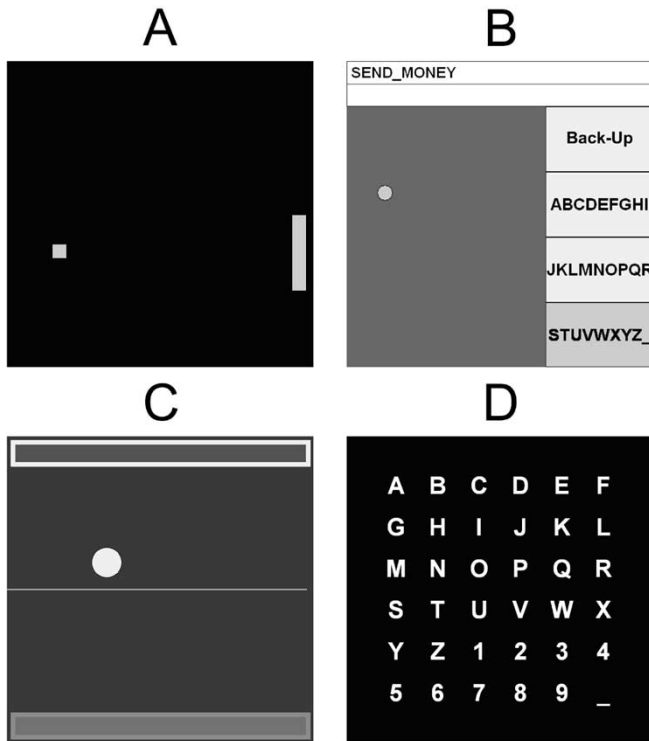 A
B
SEND_MONEY
Back-Up
ABCDEFGHI
JKLMNOPQR
STUVWXYZ_
C
D
A B C D E F
G H I J K L
M N O P Q R
S T U V W X
Y Z 1 2 3 4
5 6 7 8 9 _